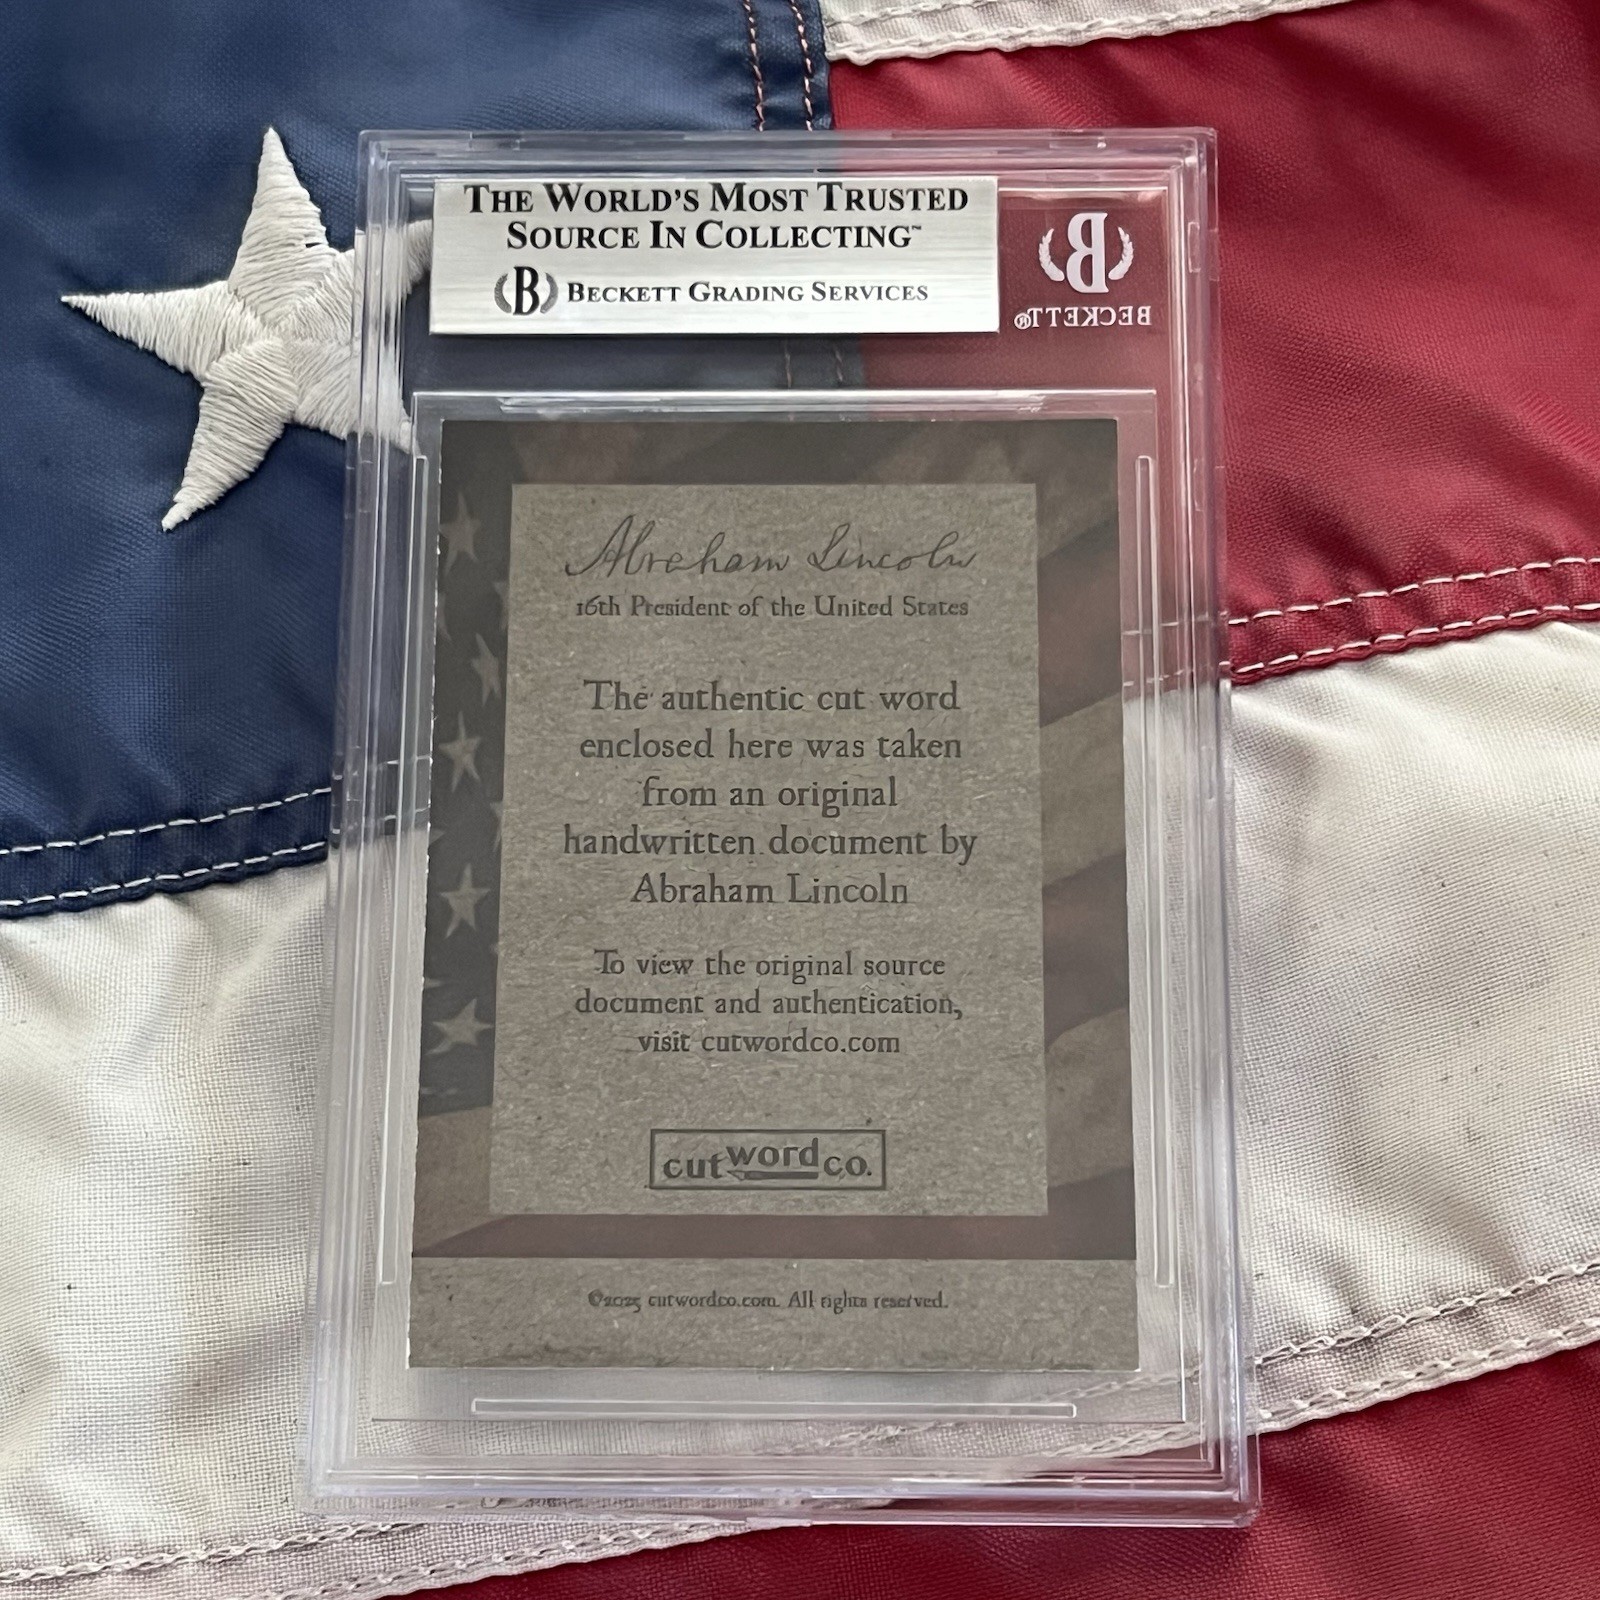 THE WORLD'S MOST TRUSTED
SOURCE IN COLLECTING™
B BECKETT GRADING SERVICES
B
BECKETT®
Abraham Lincoln
16th President of the United States
The authentic cut word
enclosed here was taken
from an original
handwritten document by
Abraham Lincoln
To view the original source
document and authentication,
visit cutwordco.com
cut word co.
©2025 cutwordco.com. All rights reserved.